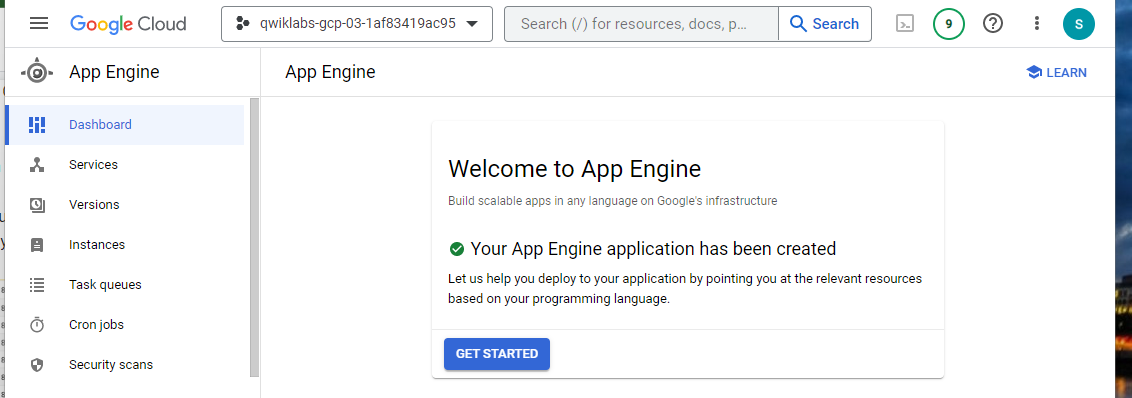 Google Cloud
qwiklabs-gcp-03-1af83419ac95
Search (/) for resources, docs, p
Search
9
S
App Engine
App Engine
LEARN
Dashboard
Services
Versions
Instances
Task queues
Cron jobs
Security scans
Welcome to App Engine
Build scalable apps in any language on Google's infrastructure
Your App Engine application has been created
Let us help you deploy to your application by pointing you at the relevant resources
based on your programming language.
GET STARTED